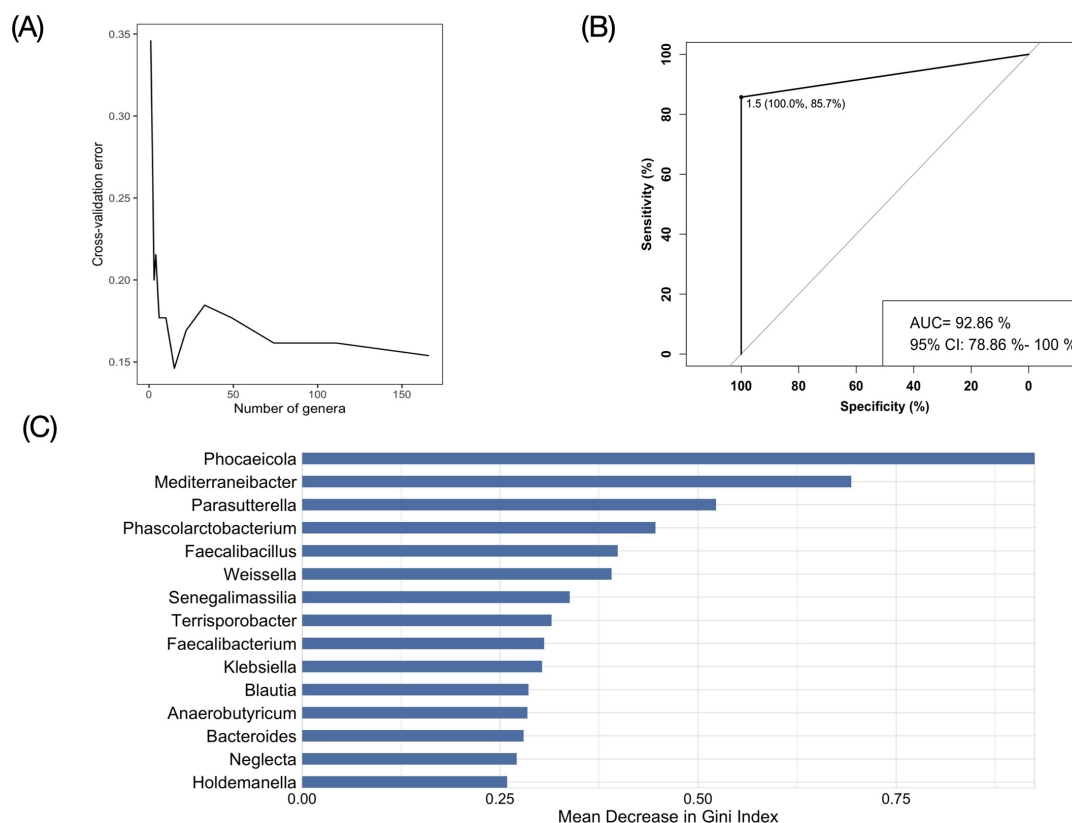 (A)
0.35
0.30
0.25
0.20
0.15
Cross-validation error
0 50 100 150
Number of genera
(B)
100
80
60
40
20
0
Sensitivity (%)
1.5 (100.0%, 85.7%)
AUC= 92.86 %
95% CI: 78.86 %- 100 %
100 80 60 40 20 0
Specificity (%)
(C)
Phocaeicola
Mediterraneibacter
Parasutterella
Phascolarctobacterium
Faecalibacillus
Weissella
Senegalimassilia
Terrisporobacter
Faecalibacterium
Klebsiella
Blautia
Anaerobutyricum
Bacteroides
Neglecta
Holdemanella
0.00 0.25 0.50 0.75
Mean Decrease in Gini Index